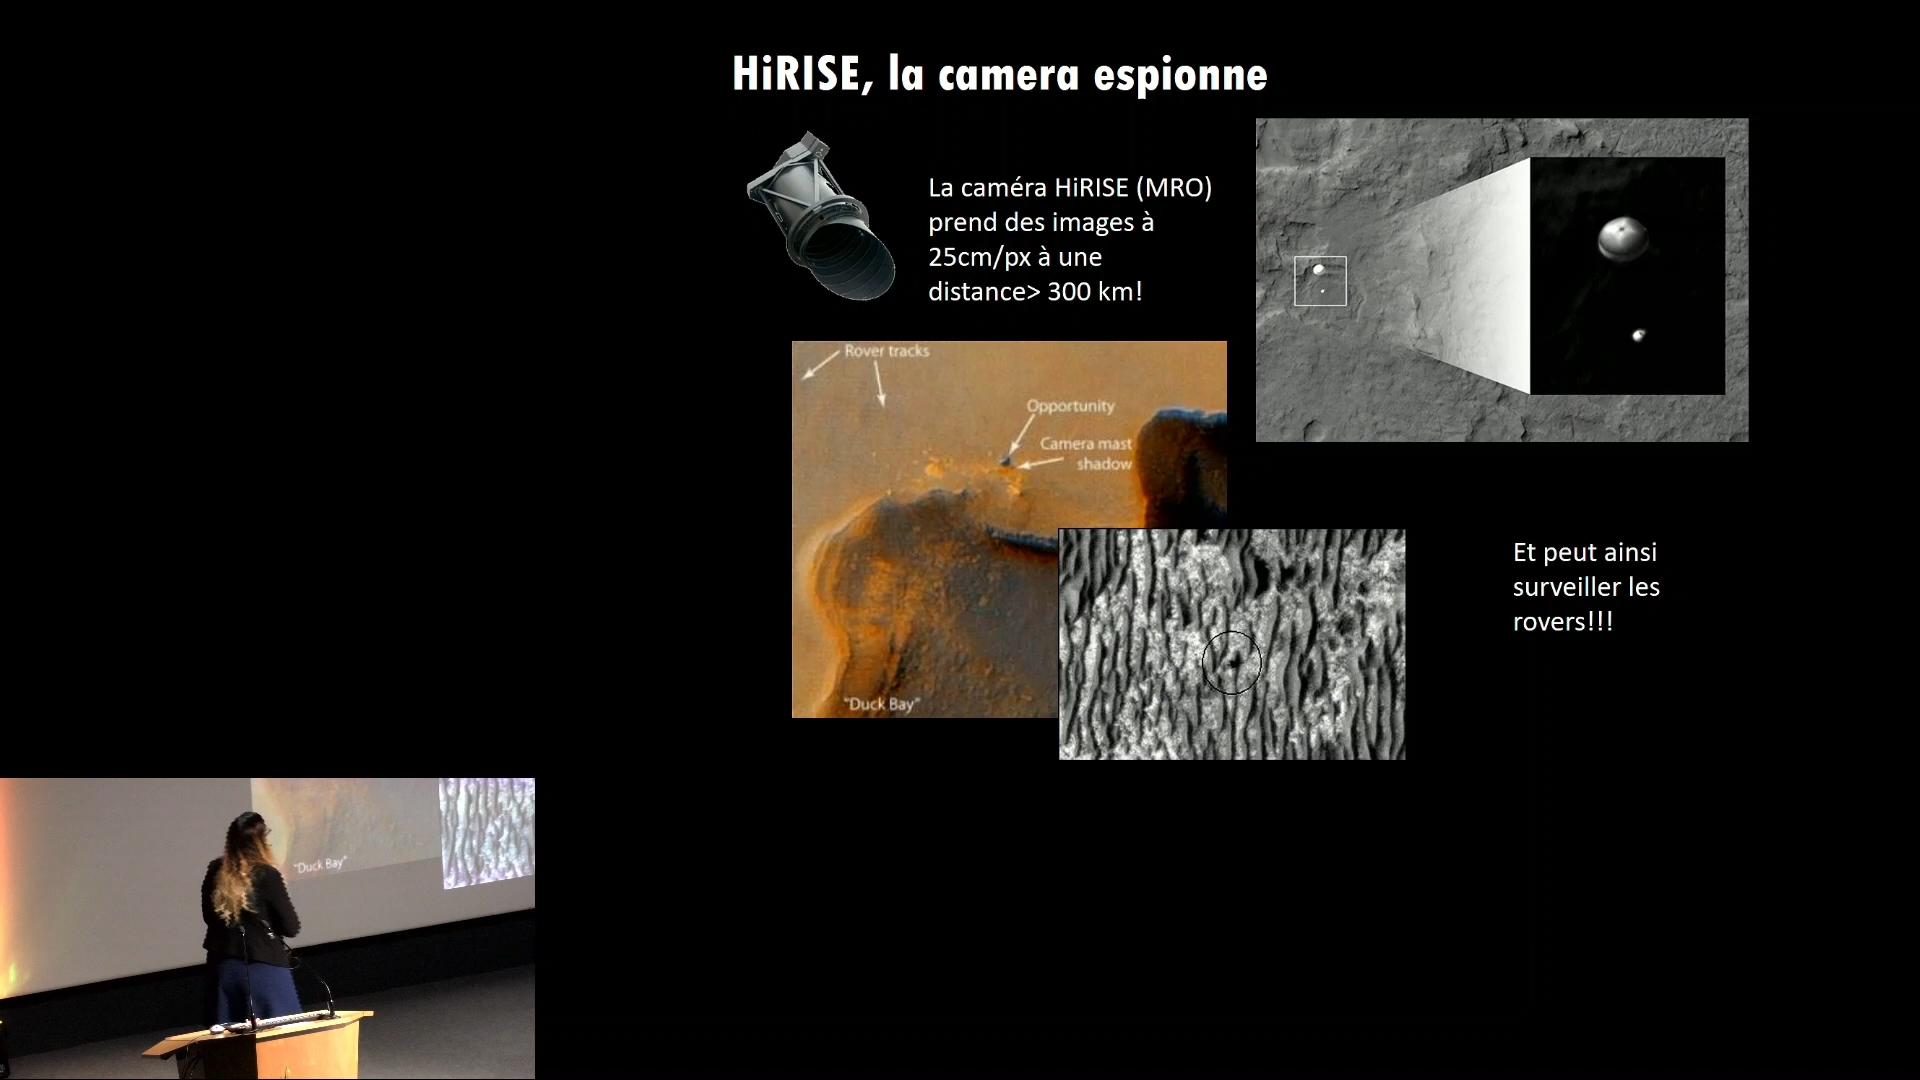 HiRISE, la camera espionne
La caméra HiRISE (MRO)
prend des images à
25cm/px à une
distance> 300 km!
Rover tracks
Opportunity
Camera mast
shadow
"Duck Bay"
Et peut ainsi
surveiller les
rovers!!!
"Duck Bay"